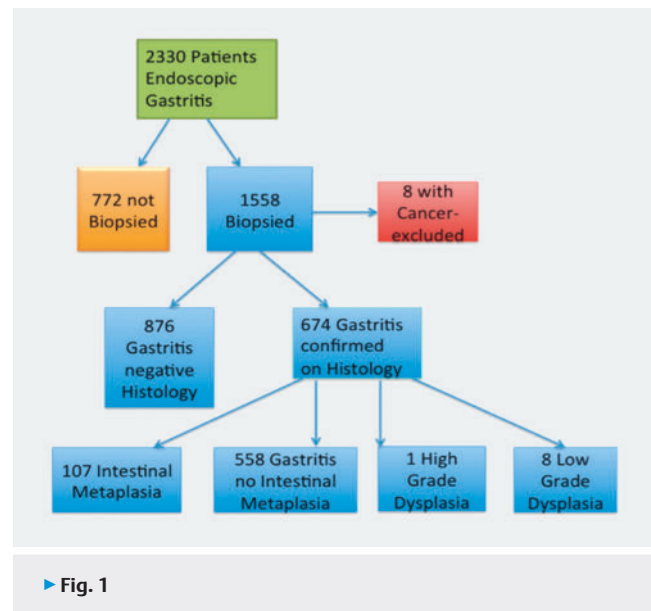 2330 Patients
Endoscopic
Gastritis
772 not
Biopsied
1558
Biopsied
8 with
Cancer-
excluded
876
Gastritis
negative
Histology
674 Gastritis
confirmed
on Histology
107 Intestinal
Metaplasia
558 Gastritis
no Intestinal
Metaplasia
1 High
Grade
Dysplasia
8 Low
Grade
Dysplasia
►Fig. 1